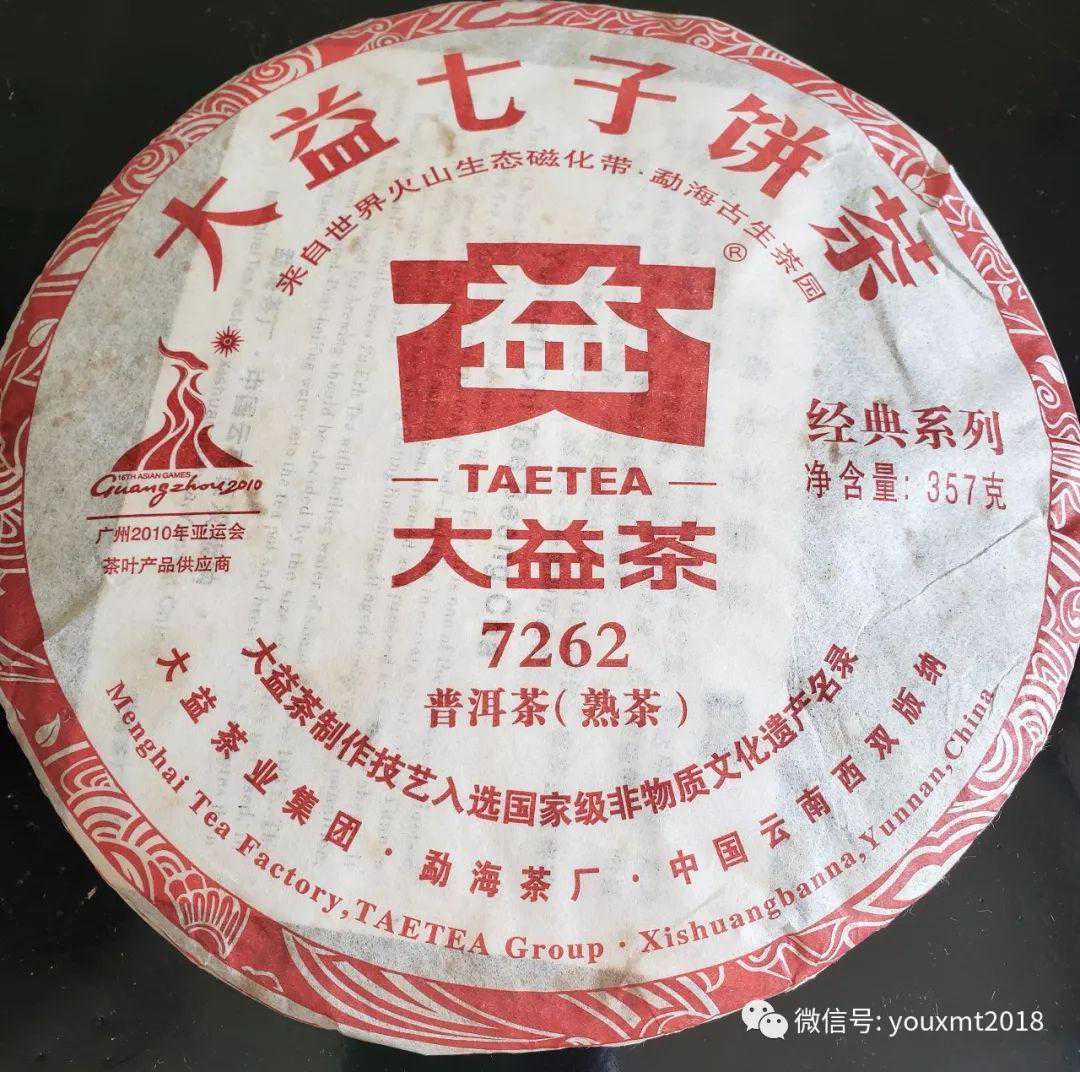 大益七子饼茶
来自世界火山生态磁化带·勐海古生茶园
益
®
TAETEA
大益茶
7262
普洱茶(熟茶)
16TH ASIAN GAMES
Guangzhou2010
广州2010年亚运会
茶叶产品供应商
经典系列
净含量: 357克
大益茶制作技艺入选国家级非物质文化遗产名录
大益茶业集团·勐海茶厂·中国云南西双版纳
Menghai Tea Factory,TAETEA Group·Xishuangbanna,Yunnan,China
微信号: youxmt2018